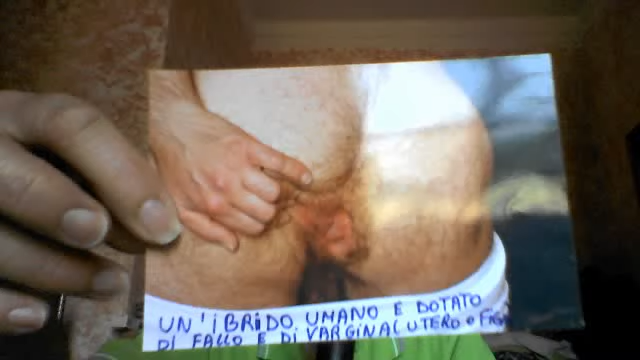 UN'iBRiDO UMANO E DOTATO
Di FALLO E DI VARGINA( UTERO O